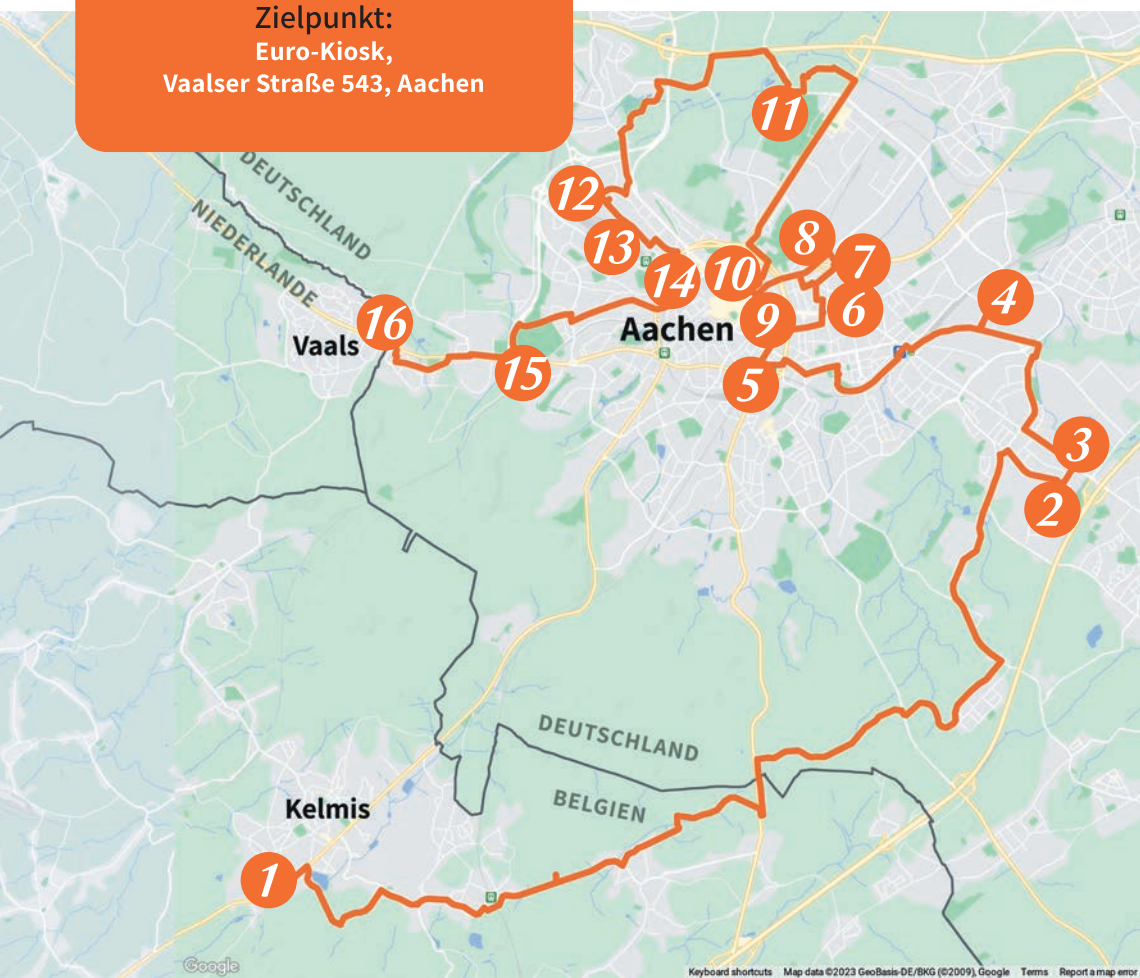 Zielpunkt:
Euro-Kiosk,
Vaalser Straße 543, Aachen
DEUTSCHLAND
NIEDERLANDE
11
12
13
14
10
8
7
6
9
4
16
Vaals
Aachen
15
5
3
2
DEUTSCHLAND
BELGIEN
Kelmis
1
Google
Keyboard shortcuts Map data ©2023 GeoBasis-DE/BKG (©2009), Google Terms Report a map error